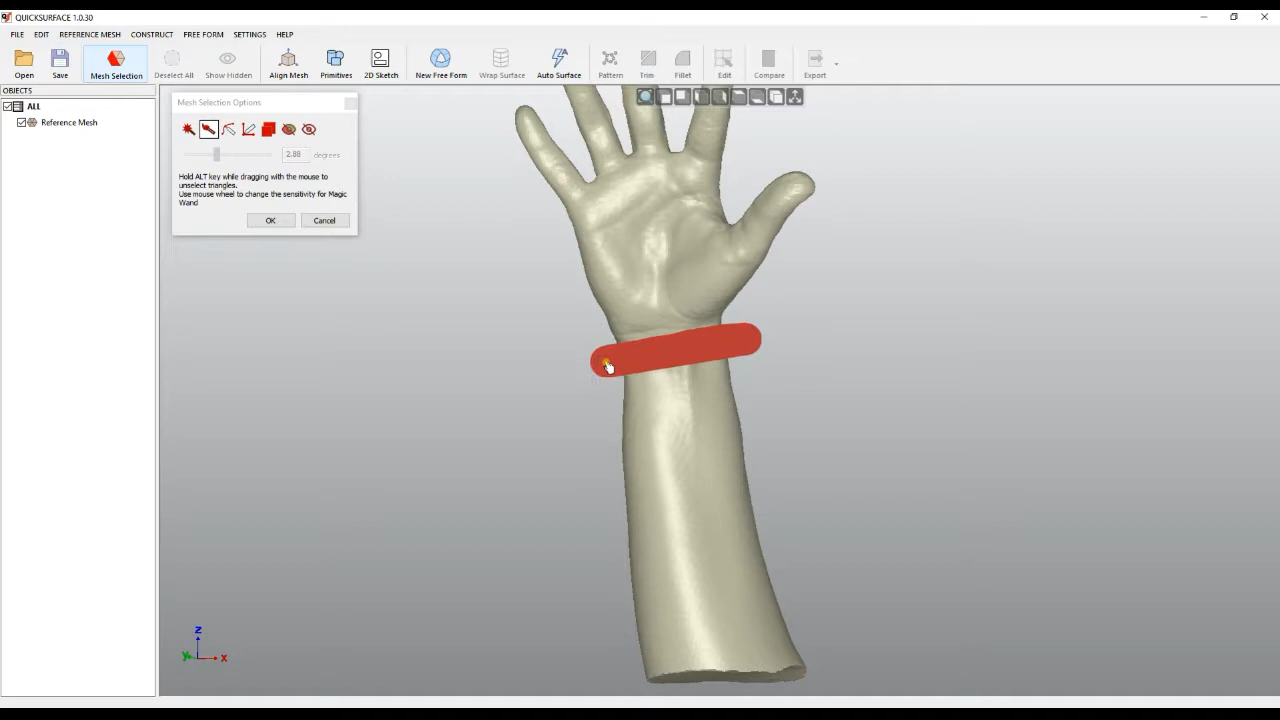 QUICKSURFACE 1.0.30
FILE EDIT REFERENCE MESH CONSTRUCT FREE FORM SETTINGS HELP
Open Save Mesh Selection Deselect All Show Hidden Align Mesh Primitives 2D Sketch New Free Form Wrap Surface Auto Surface Pattern Trim Fillet Edit Compare Export
OBJECTS
ALL
Reference Mesh
Mesh Selection Options
2.88 degrees
Hold ALT key while dragging with the mouse to
unselect triangles.
Use mouse wheel to change the sensitivity for Magic
Wand
OK Cancel
Z
Y X